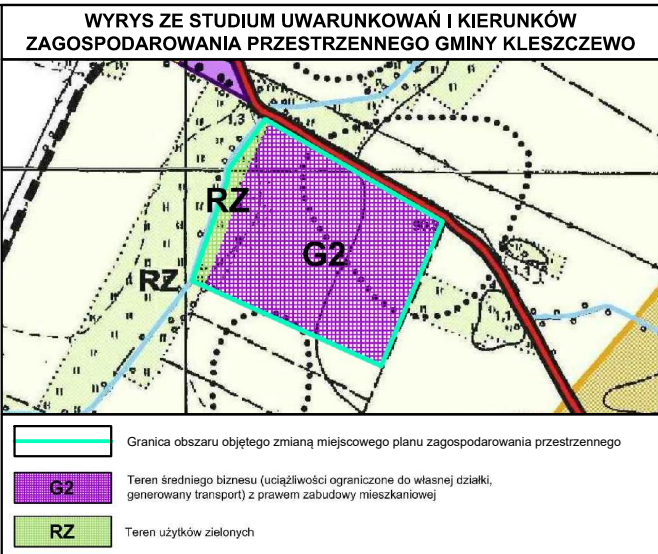 WYRYS ZE STUDIUM UWARUNKOWAŃ I KIERUNKÓW
ZAGOSPODAROWANIA PRZESTRZENNEGO GMINY KLESZCZEWO
1,3
RZ
G2
RZ
Granica obszaru objętego zmianą miejscowego planu zagospodarowania przestrzennego
G2
Teren średniego biznesu (uciążliwości ograniczone do własnej działki,
generowany transport) z prawem zabudowy mieszkaniowej
RZ
Teren użytków zielonych